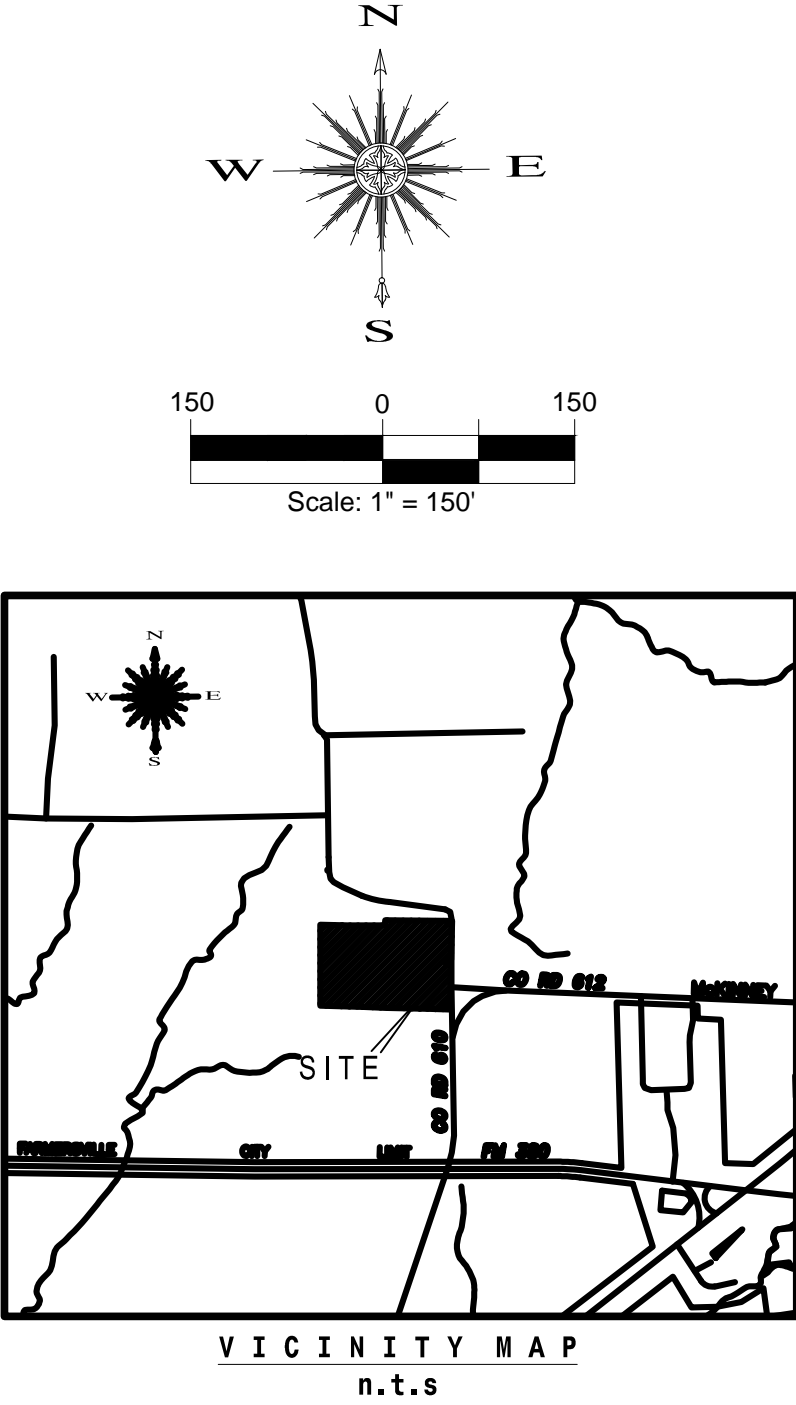 N
W E
S
150 0 150
Scale: 1" = 150'
N
W E
S
CO RD 612
McKINNEY
CO RD 610
SITE
FARMERSVILLE CITY LIMIT FM 380
VICINITY MAP
n.t.s